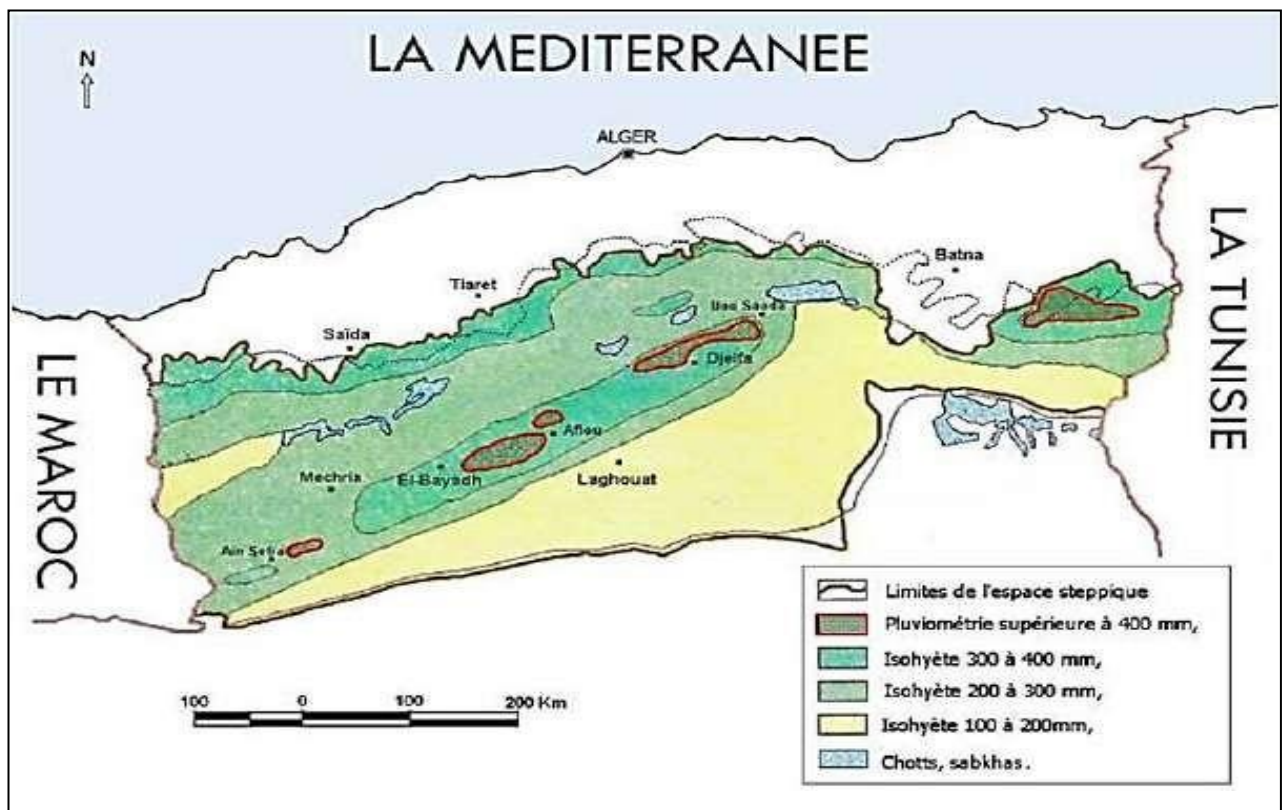 LA MEDITERRANEE
N
ALGER
Batna
Tiaret
Bou Saada
Saïda
Djelfa
Aflou
Mechria
El-Bayadh
Laghouat
Ain Sefra
LE MAROC
LA TUNISIE
Limites de l'espace steppique
Pluviométrie supérieure à 400 mm,
Isohyète 300 à 400 mm,
Isohyète 200 à 300 mm,
Isohyète 100 à 200mm,
Chotts, sabkhas.
100 0 100 200 Km